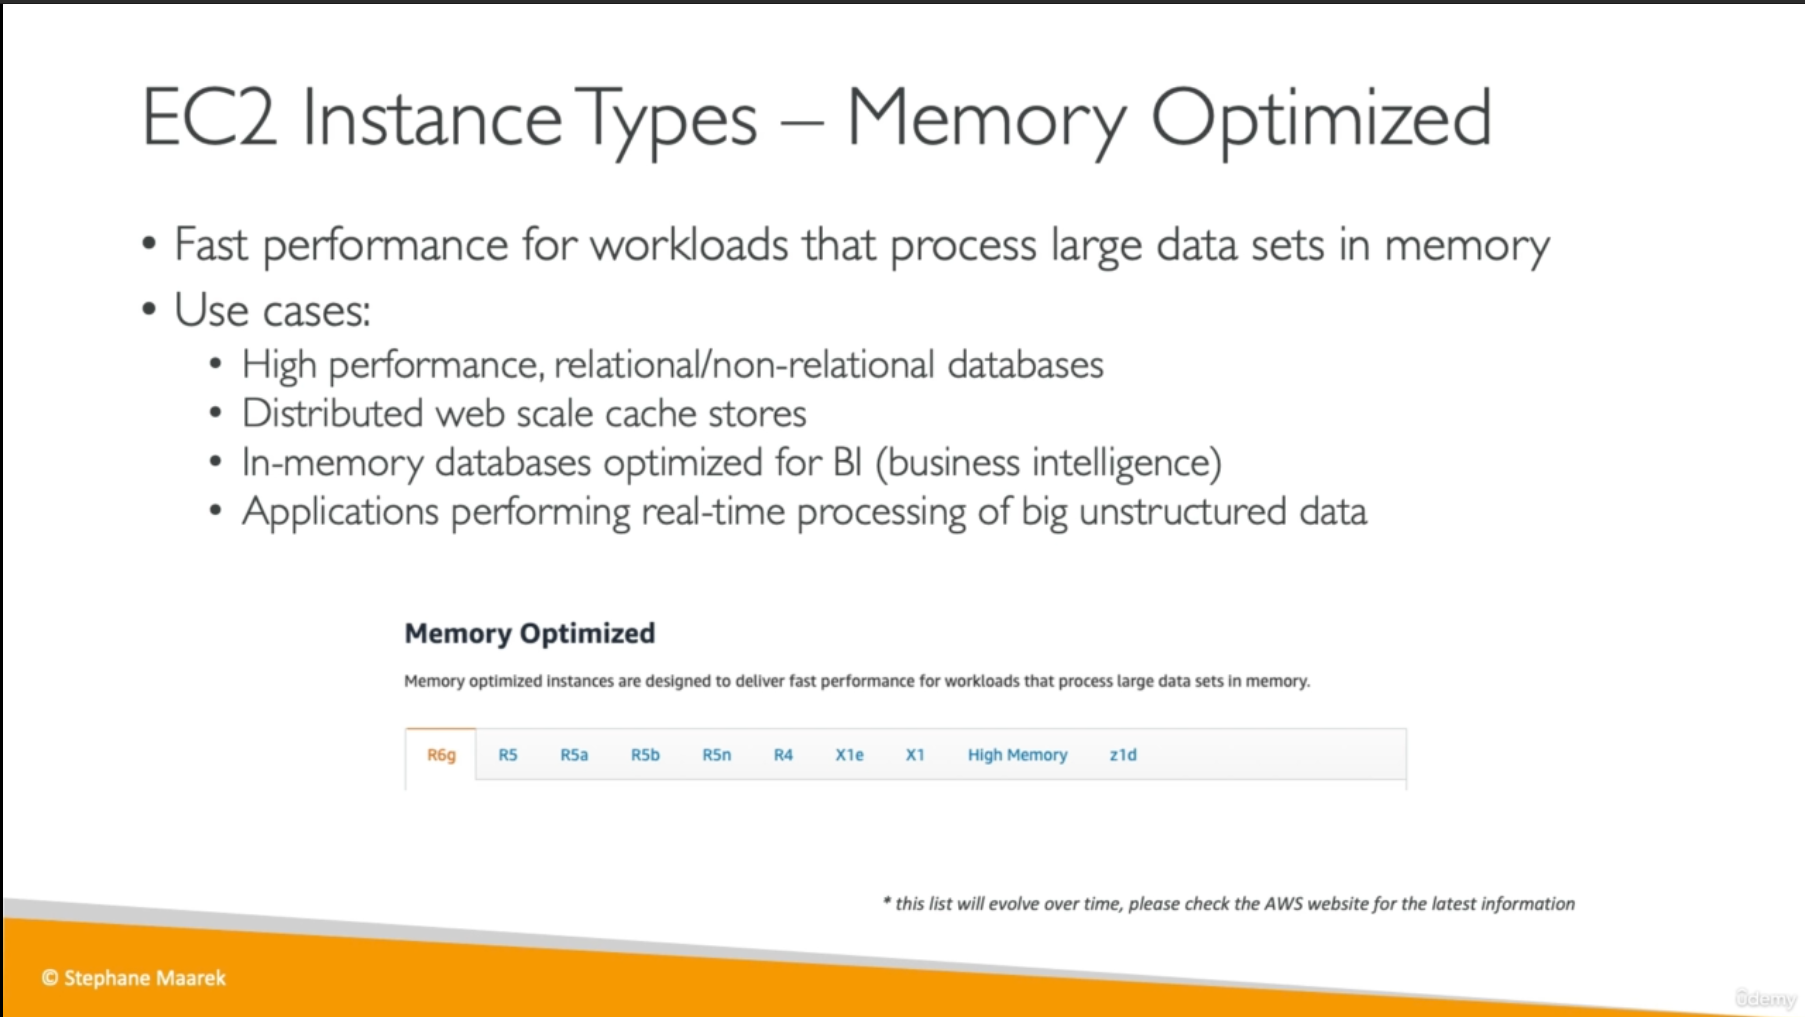 EC2 Instance Types – Memory Optimized
• Fast performance for workloads that process large data sets in memory
• Use cases:
• High performance, relational/non-relational databases
• Distributed web scale cache stores
• In-memory databases optimized for BI (business intelligence)
• Applications performing real-time processing of big unstructured data
Memory Optimized
Memory optimized instances are designed to deliver fast performance for workloads that process large data sets in memory.
R6g R5 R5a R5b R5n R4 X1e X1 High Memory z1d
* this list will evolve over time, please check the AWS website for the latest information
© Stephane Maarek
ûdemy